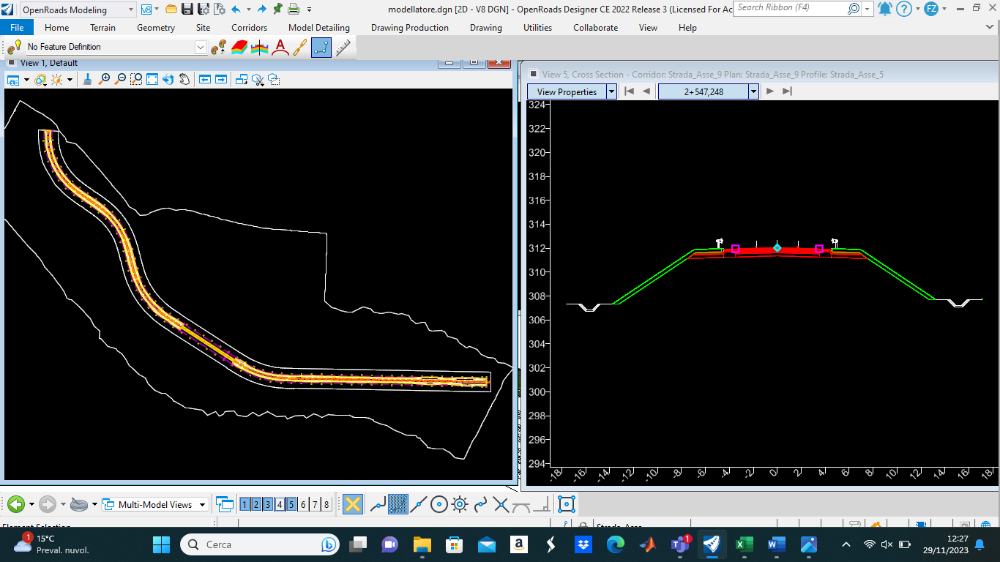 OpenRoads Modeling
modellatore.dgn [2D - V8 DGN] - OpenRoads Designer CE 2022 Release 3 (Licensed For Ac
Search Ribbon (F4)
FZ
File Home Terrain Geometry Site Corridors Model Detailing Drawing Production Drawing Utilities Collaborate View Help
No Feature Definition
View 1, Default
View 5, Cross Section - Corridor: Strada_Asse_9 Plan: Strada_Asse_9 Profile: Strada_Asse_5
View Properties
2+547,248
324
322
320
318
316
314
312
310
308
306
304
302
300
298
296
294
-18 -16 -14 -12 -10 -8 -6 -4 -2 0 2 4 6 8 10 12 14 16 18
Multi-Model Views
1 2 3 4 5 6 7 8
Element Selection
Strada_Asse
1
15°C
Preval. nuvol.
Cerca
1
12:27
29/11/2023